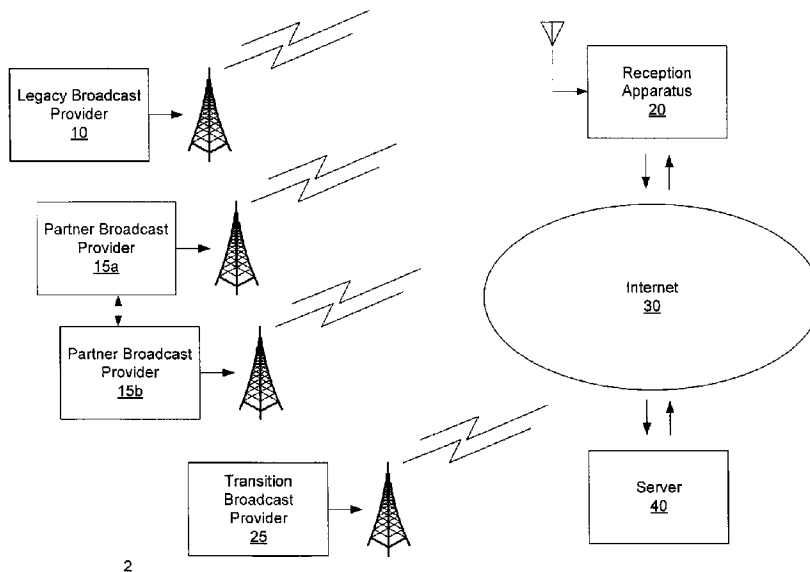 Legacy Broadcast
Provider
10
Reception
Apparatus
20
Partner Broadcast
Provider
15a
Internet
30
Partner Broadcast
Provider
15b
Transition
Broadcast
Provider
25
Server
40
2